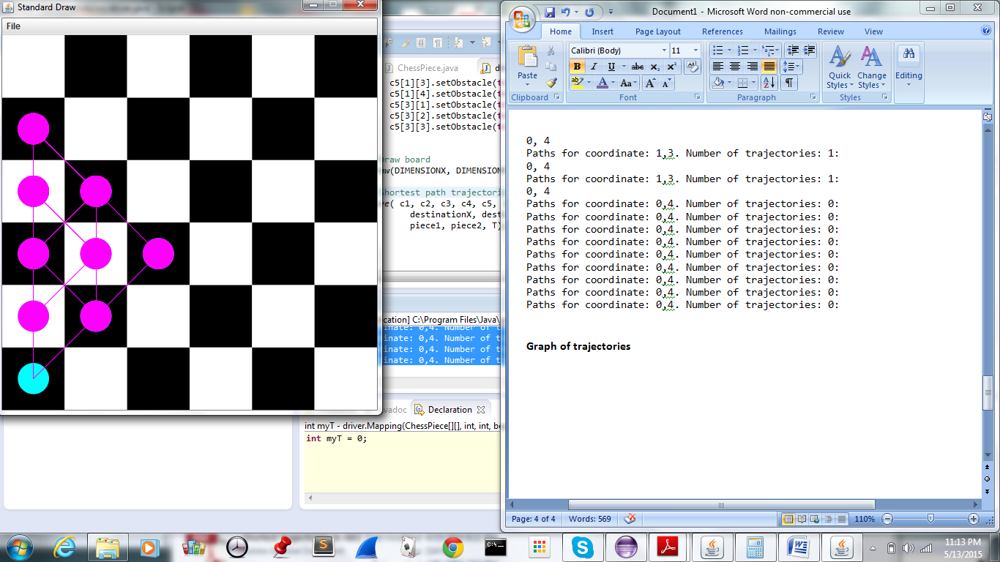 Standard Draw
File
ChessPiece.java
c5[1][3].setObstacle(t
c5[1][4].setObstacle(t
c5[3][1].setObstacle(t
c5[3][2].setObstacle(t
c5[3][3].setObstacle(t
raw board
w(DIMENSIONX, DIMENSION
hortest path trajectori
e( c1, c2, c3, c4, c5,
destinationX, dest
piece1, piece2, T)
cation] C:\Program Files\Java\
inate: 0,4. Number of t
inate: 0,4. Number of t
inate: 0,4. Number of t
inate: 0,4. Number of t
vadoc
Declaration
int myT - driver.Mapping(ChessPiece[][], int, int, bo
int myT = 0;
Document1 - Microsoft Word non-commercial use
Home Insert Page Layout References Mailings Review View
Calibri (Body) 11
Paste
B I U abc x₂ x²
Aa
Quick Styles
Change Styles
Editing
Clipboard Font Paragraph Styles
0, 4
Paths for coordinate: 1,3. Number of trajectories: 1:
0, 4
Paths for coordinate: 1,3. Number of trajectories: 1:
0, 4
Paths for coordinate: 0,4. Number of trajectories: 0:
Paths for coordinate: 0,4. Number of trajectories: 0:
Paths for coordinate: 0,4. Number of trajectories: 0:
Paths for coordinate: 0,4. Number of trajectories: 0:
Paths for coordinate: 0,4. Number of trajectories: 0:
Paths for coordinate: 0,4. Number of trajectories: 0:
Paths for coordinate: 0,4. Number of trajectories: 0:
Paths for coordinate: 0,4. Number of trajectories: 0:
Paths for coordinate: 0,4. Number of trajectories: 0:
Graph of trajectories
Page: 4 of 4 Words: 569 110%
11:13 PM
5/13/2015